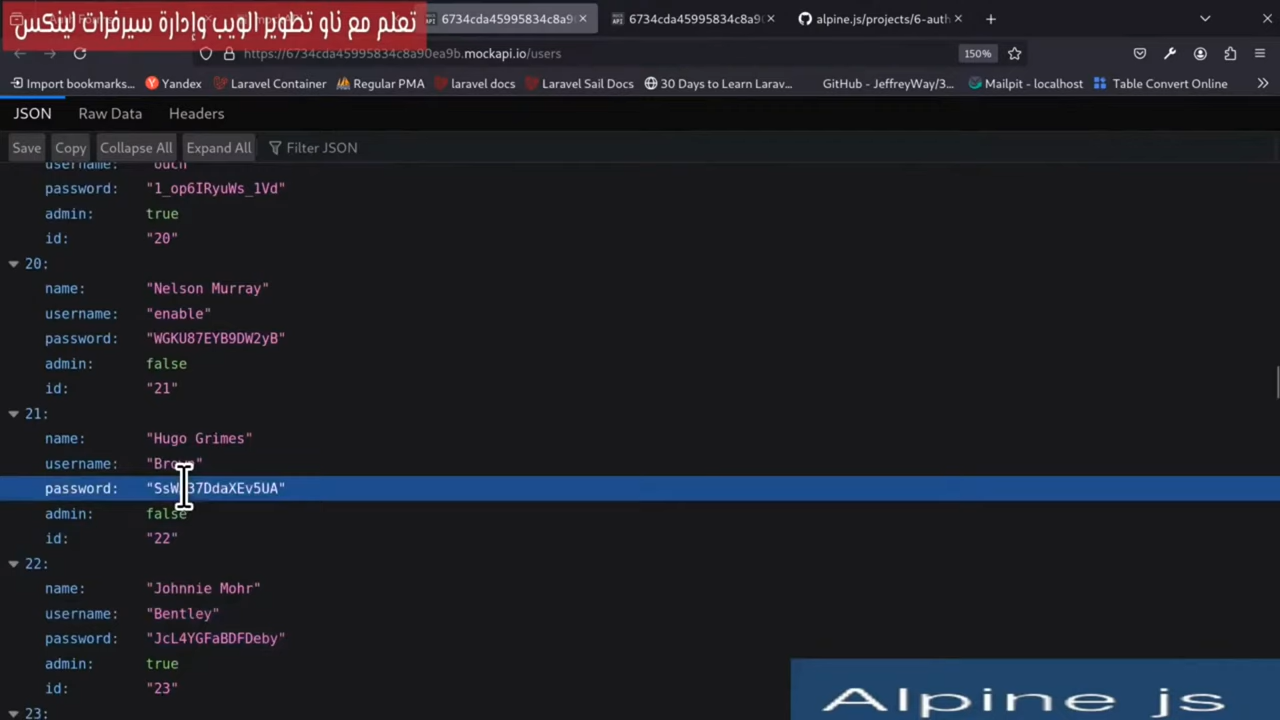 تعلم مع ناو تطوير الويب وإدارة سيرفرات لينكس
6734cda45995834c8a9(
6734cda45995834c8a9(
alpine.js/projects/6-auth
https://6734cda45995834c8a90ea9b.mockapi.io/users
150%
Import bookmarks...
Yandex
Laravel Container
Regular PMA
laravel docs
Laravel Sail Docs
30 Days to Learn Larav...
GitHub - JeffreyWay/3...
Mailpit - localhost
Table Convert Online
JSON
Raw Data
Headers
Save
Copy
Collapse All
Expand All
Filter JSON
username: "ouch"
password: "1_op6IRyuWs_1Vd"
admin: true
id: "20"
20:
name: "Nelson Murray"
username: "enable"
password: "WGKU87EYB9DW2yB"
admin: false
id: "21"
21:
name: "Hugo Grimes"
username:
password:
admin: false
id: "22"
22:
name: "Johnnie Mohr"
username: "Bentley"
password: "JcL4YGFaBDFDeby"
admin: true
id: "23"
23:
Alpine js